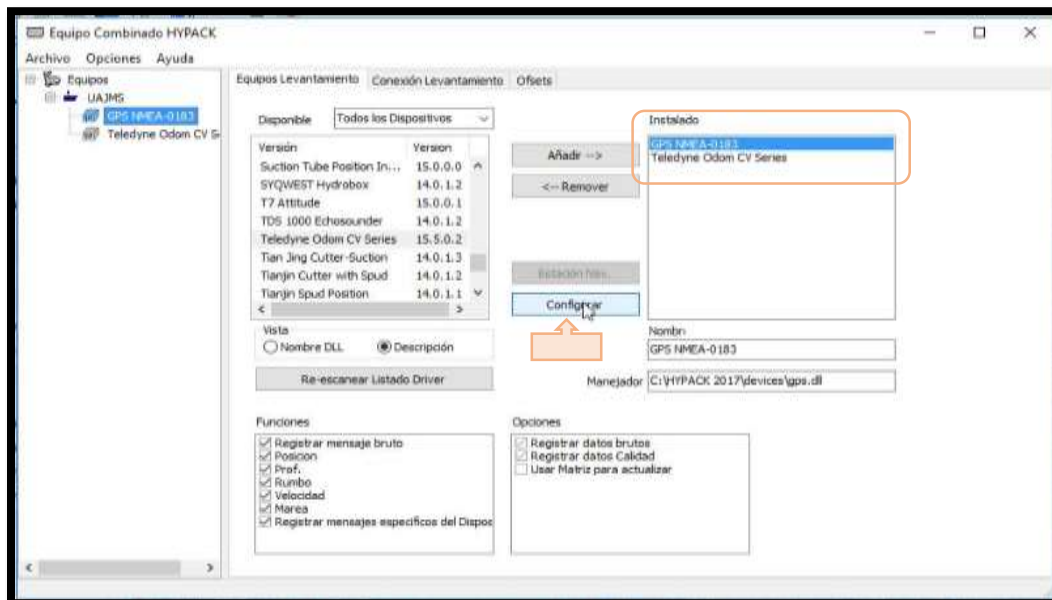 Equipo Combinado HYPACK
Archivo Opciones Ayuda
Equipos
UAJMS
GPS NMEA-0183
Teledyne Odom CV S
Equipos Levantamiento Conexión Levantamiento Ofsets
Disponible Todos los Dispositivos
Versión Version
Suction Tube Position In... 15.0.0.0
SYQWEST Hydrobox 14.0.1.2
T7 Attitude 15.0.0.1
TDS 1000 Echosounder 14.0.1.2
Teledyne Odom CV Series 15.5.0.2
Tian Jing Cutter-Suction 14.0.1.3
Tianjin Cutter with Spud 14.0.1.2
Tianjin Spud Position 14.0.1.1
Vista
Nombre DLL Descripción
Re-escanear Listado Driver
Añadir -->
<-- Remover
Configurar
Instalado
GPS NMEA-0183
Teledyne Odom CV Series
Nombre
GPS NMEA-0183
Manejador C:\HYPACK 2017\devices\gps.dll
Funciones
Registrar mensaje bruto
Posicion
Prof.
Rumbo
Velocidad
Marea
Registrar mensajes especificos del Dispos
Opciones
Registrar datos brutos
Registrar datos Calidad
Usar Matriz para actualizar